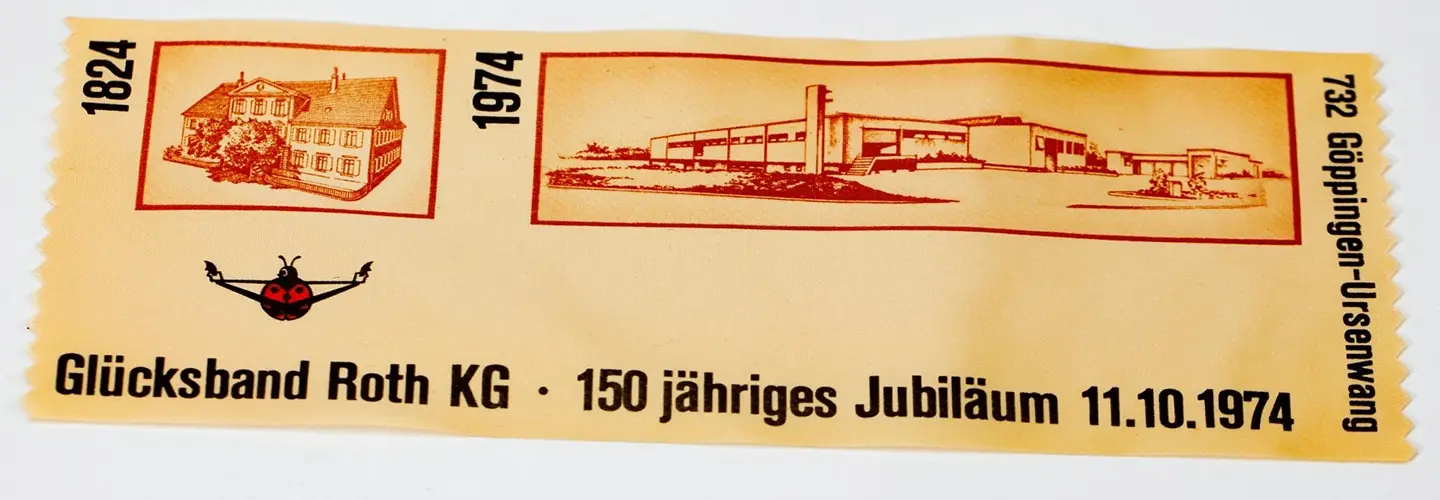 1824
1974
732 Göppingen-Ursenwang
Glücksband Roth KG · 150 jähriges Jubiläum 11.10.1974